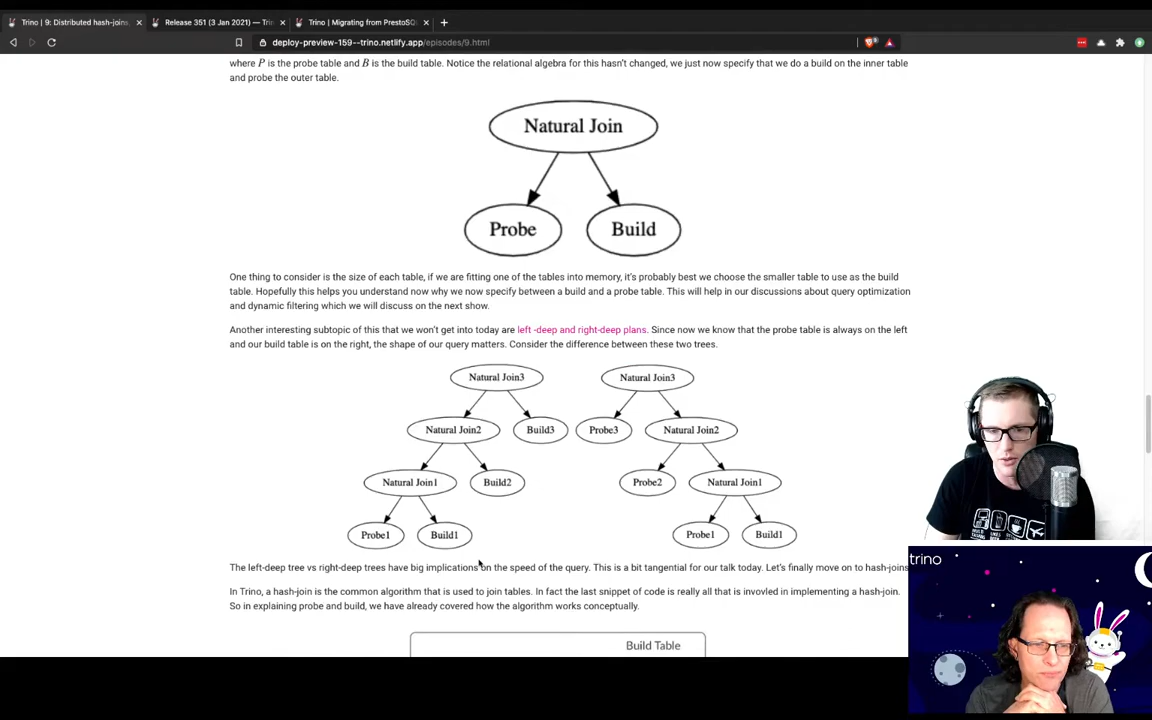 Trino | 9: Distributed hash-joins,
Release 351 (3 Jan 2021) — Trin
Trino | Migrating from PrestoSQ
deploy-preview-159--trino.netlify.app/episodes/9.html
where P is the probe table and B is the build table. Notice the relational algebra for this hasn't changed, we just now specify that we do a build on the inner table
and probe the outer table.
Natural Join
Probe Build
One thing to consider is the size of each table, if we are fitting one of the tables into memory, it's probably best we choose the smaller table to use as the build
table. Hopefully this helps you understand now why we now specify between a build and a probe table. This will help in our discussions about query optimization
and dynamic filtering which we will discuss on the next show.
Another interesting subtopic of this that we won't get into today are left -deep and right-deep plans. Since now we know that the probe table is always on the left
and our build table is on the right, the shape of our query matters. Consider the difference between these two trees.
Natural Join3 Natural Join3
Natural Join2 Build3 Probe3 Natural Join2
Natural Join1 Build2 Probe2 Natural Join1
Probe1 Build1 Probe1 Build1
The left-deep tree vs right-deep trees have big implications on the speed of the query. This is a bit tangential for our talk today. Let's finally move on to hash-joins
In Trino, a hash-join is the common algorithm that is used to join tables. In fact the last snippet of code is really all that is invovled in implementing a hash-join.
So in explaining probe and build, we have already covered how the algorithm works conceptually.
Build Table
trino